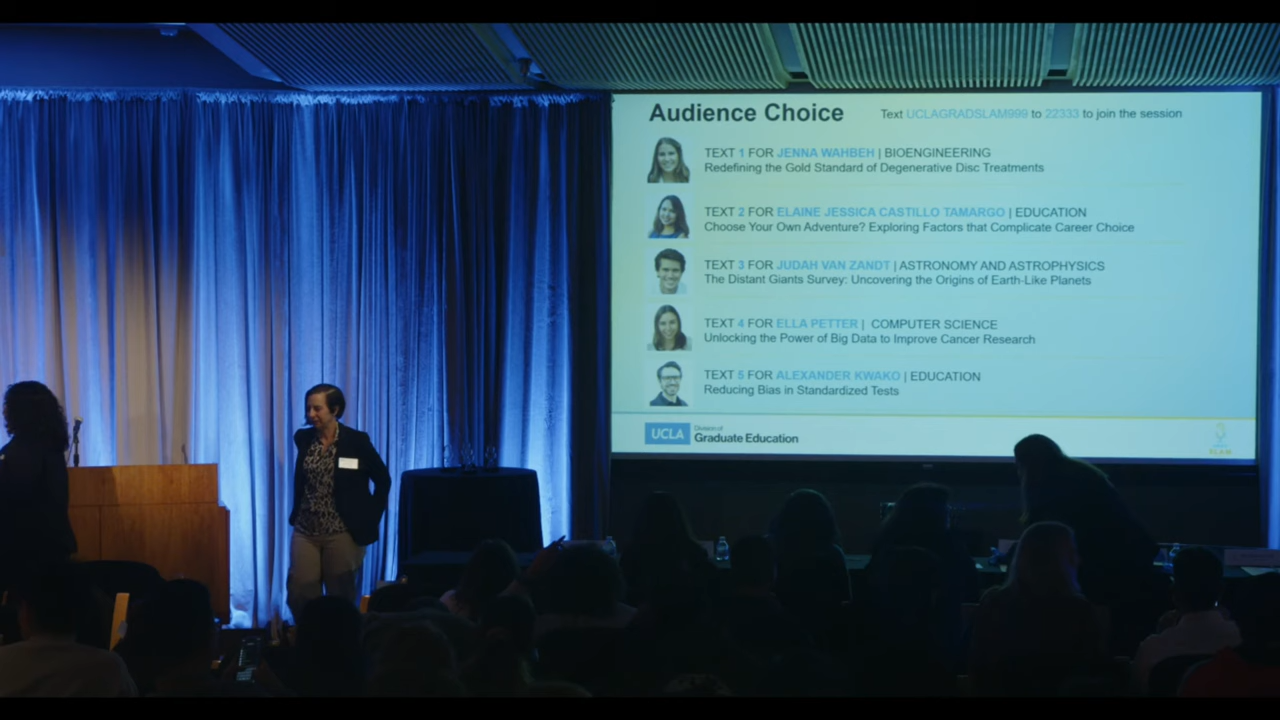 Audience Choice
Text UCLAGRADSLAM999 to 22333 to join the session
TEXT 1 FOR JENNA WAHBEH | BIOENGINEERING
Redefining the Gold Standard of Degenerative Disc Treatments
TEXT 2 FOR ELAINE JESSICA CASTILLO TAMARGO | EDUCATION
Choose Your Own Adventure? Exploring Factors that Complicate Career Choice
TEXT 3 FOR JUDAH VAN ZANDT | ASTRONOMY AND ASTROPHYSICS
The Distant Giants Survey: Uncovering the Origins of Earth-Like Planets
TEXT 4 FOR ELLA PETTER | COMPUTER SCIENCE
Unlocking the Power of Big Data to Improve Cancer Research
TEXT 5 FOR ALEXANDER KWAKO | EDUCATION
Reducing Bias in Standardized Tests
UCLA
Division of
Graduate Education
SLAM